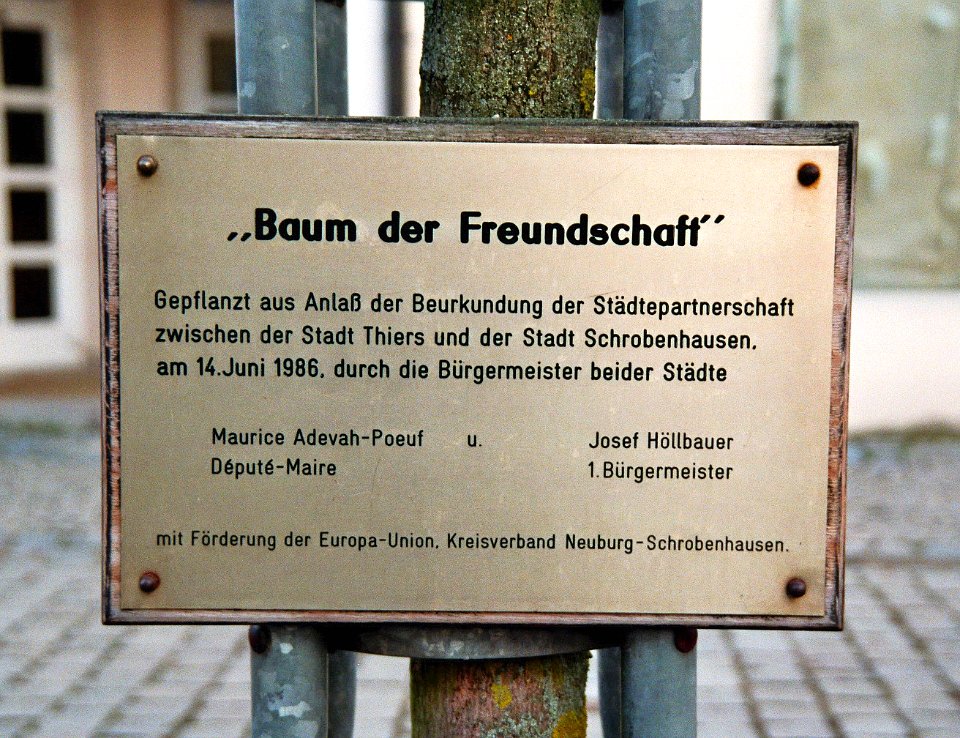 „Baum der Freundschaft“
Gepflanzt aus Anlaß der Beurkundung der Städtepartnerschaft
zwischen der Stadt Thiers und der Stadt Schrobenhausen,
am 14.Juni 1986, durch die Bürgermeister beider Städte
Maurice Adevah-Poeuf u. Josef Höllbauer
Député-Maire 1.Bürgermeister
mit Förderung der Europa-Union, Kreisverband Neuburg-Schrobenhausen.